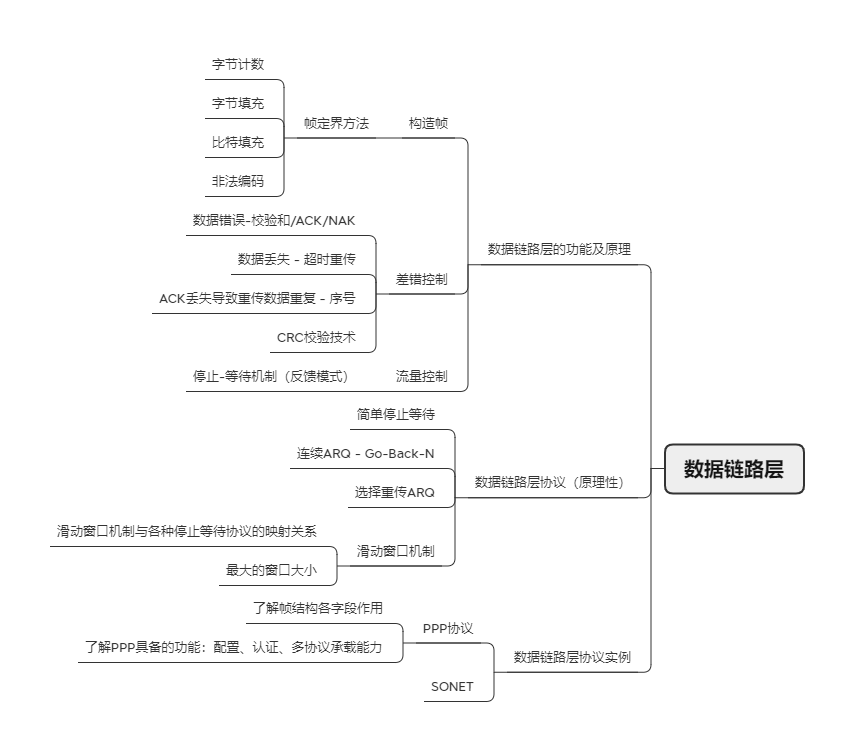 字节计数
字节填充
帧定界方法
构造帧
比特填充
非法编码
数据错误-校验和/ACK/NAK
数据链路层的功能及原理
数据丢失 - 超时重传
差错控制
ACK丢失导致重传数据重复 - 序号
CRC校验技术
停止-等待机制（反馈模式）
流量控制
简单停止等待
连续ARQ - Go-Back-N
数据链路层
数据链路层协议（原理性）
选择重传ARQ
滑动窗口机制与各种停止等待协议的映射关系
滑动窗口机制
最大的窗口大小
了解帧结构各字段作用
PPP协议
了解PPP具备的功能：配置、认证、多协议承载能力
数据链路层协议实例
SONET